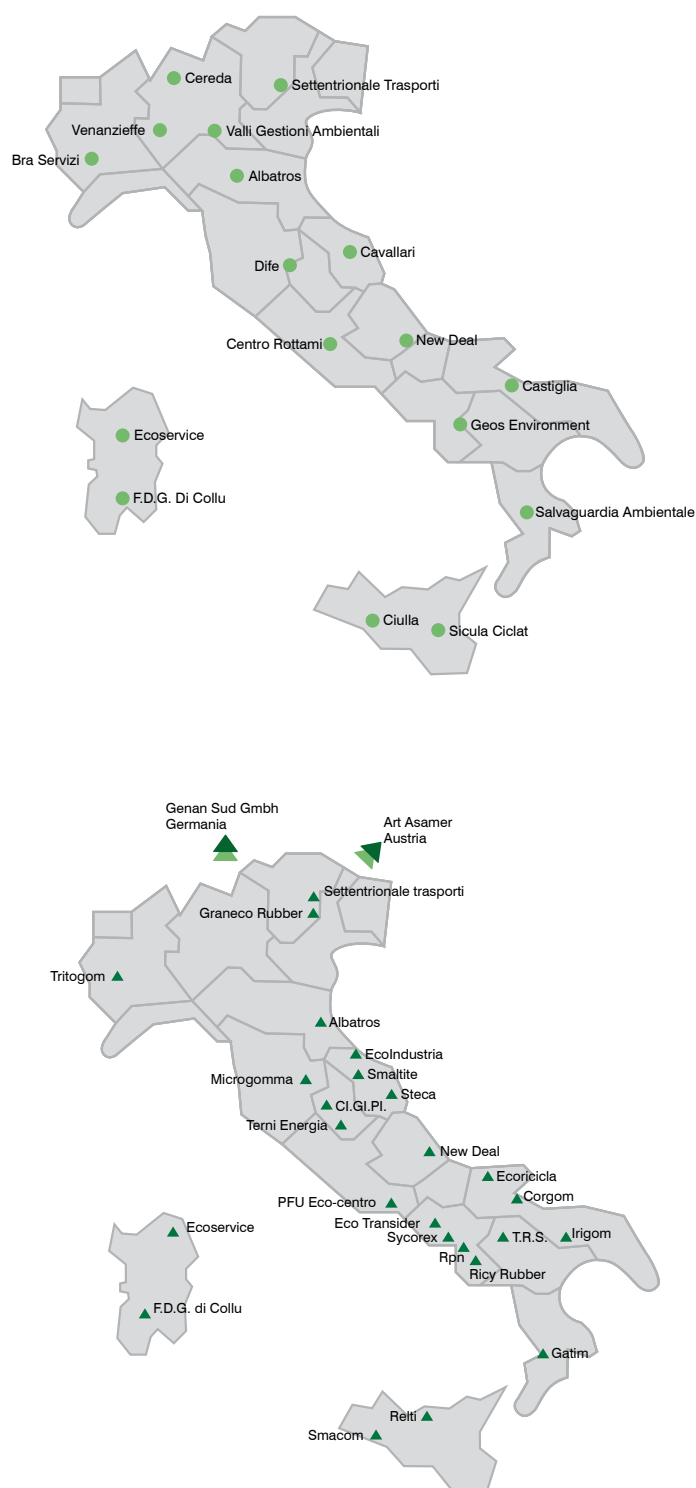 Cereda
Settentrionale Trasporti
Venanzieffe
Valli Gestioni Ambientali
Bra Servizi
Albatros
Cavallari
Dife
New Deal
Centro Rottami
Castiglia
Geos Environment
Ecoservice
F.D.G. Di Collu
Salvaguardia Ambientale
Ciulla
Sicula Ciclat
Genan Sud Gmbh
Germania
Art Asamer
Austria
Settentrionale trasporti
Graneco Rubber
Tritogom
Albatros
EcoIndustria
Smaltite
Microgomma
Steca
CI.GI.PI.
Terni Energia
New Deal
Ecoricicla
Corgom
PFU Eco-centro
Eco Transider
Sycorex
T.R.S.
Irigom
Rpn
Ricy Rubber
Ecoservice
F.D.G. di Collu
Gatim
Relti
Smacom